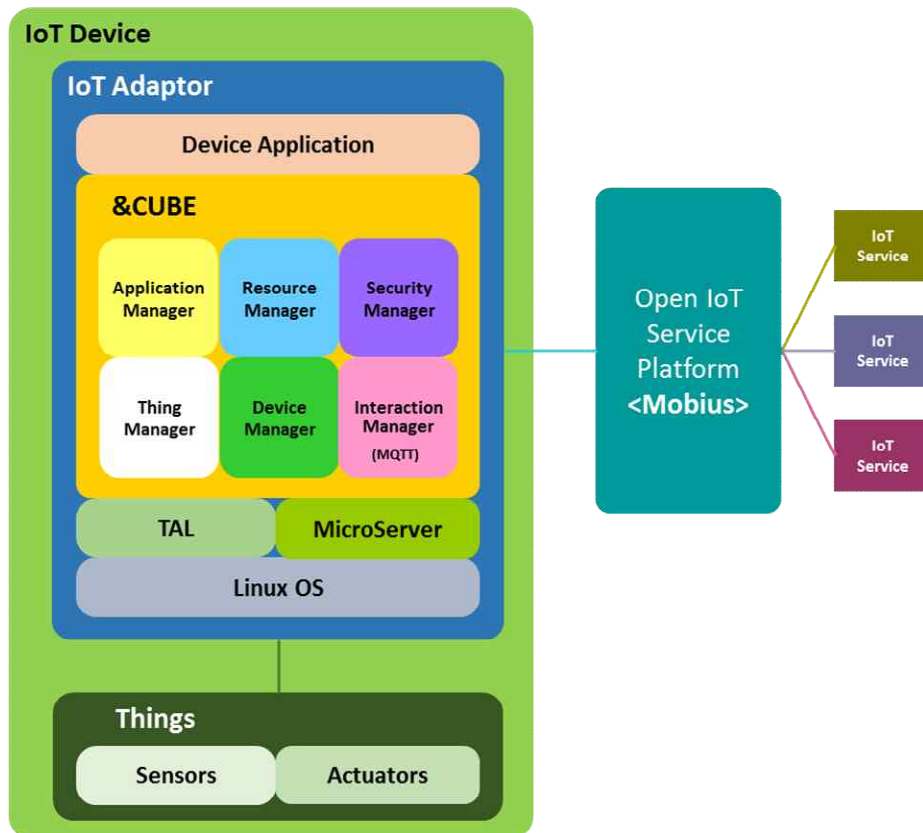 IoT Device
IoT Adaptor
Device Application
&CUBE
Application
Manager
Resource
Manager
Security
Manager
Thing
Manager
Device
Manager
Interaction
Manager
(MQTT)
TAL
MicroServer
Linux OS
Things
Sensors
Actuators
Open IoT
Service
Platform
<Mobius>
IoT
Service
IoT
Service
IoT
Service